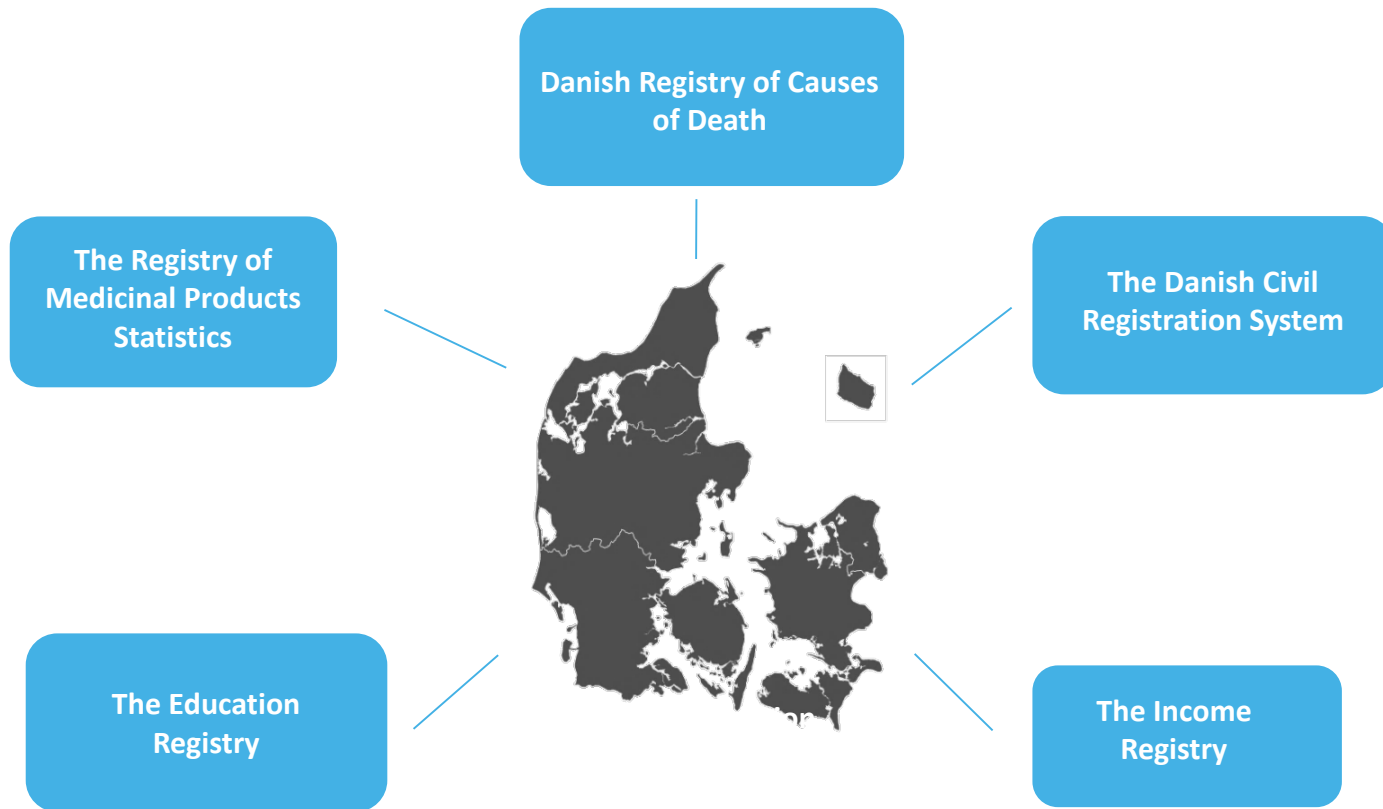 Danish Registry of Causes
of Death
The Registry of
Medicinal Products
Statistics
The Danish Civil
Registration System
The Education
Registry
The Income
Registry